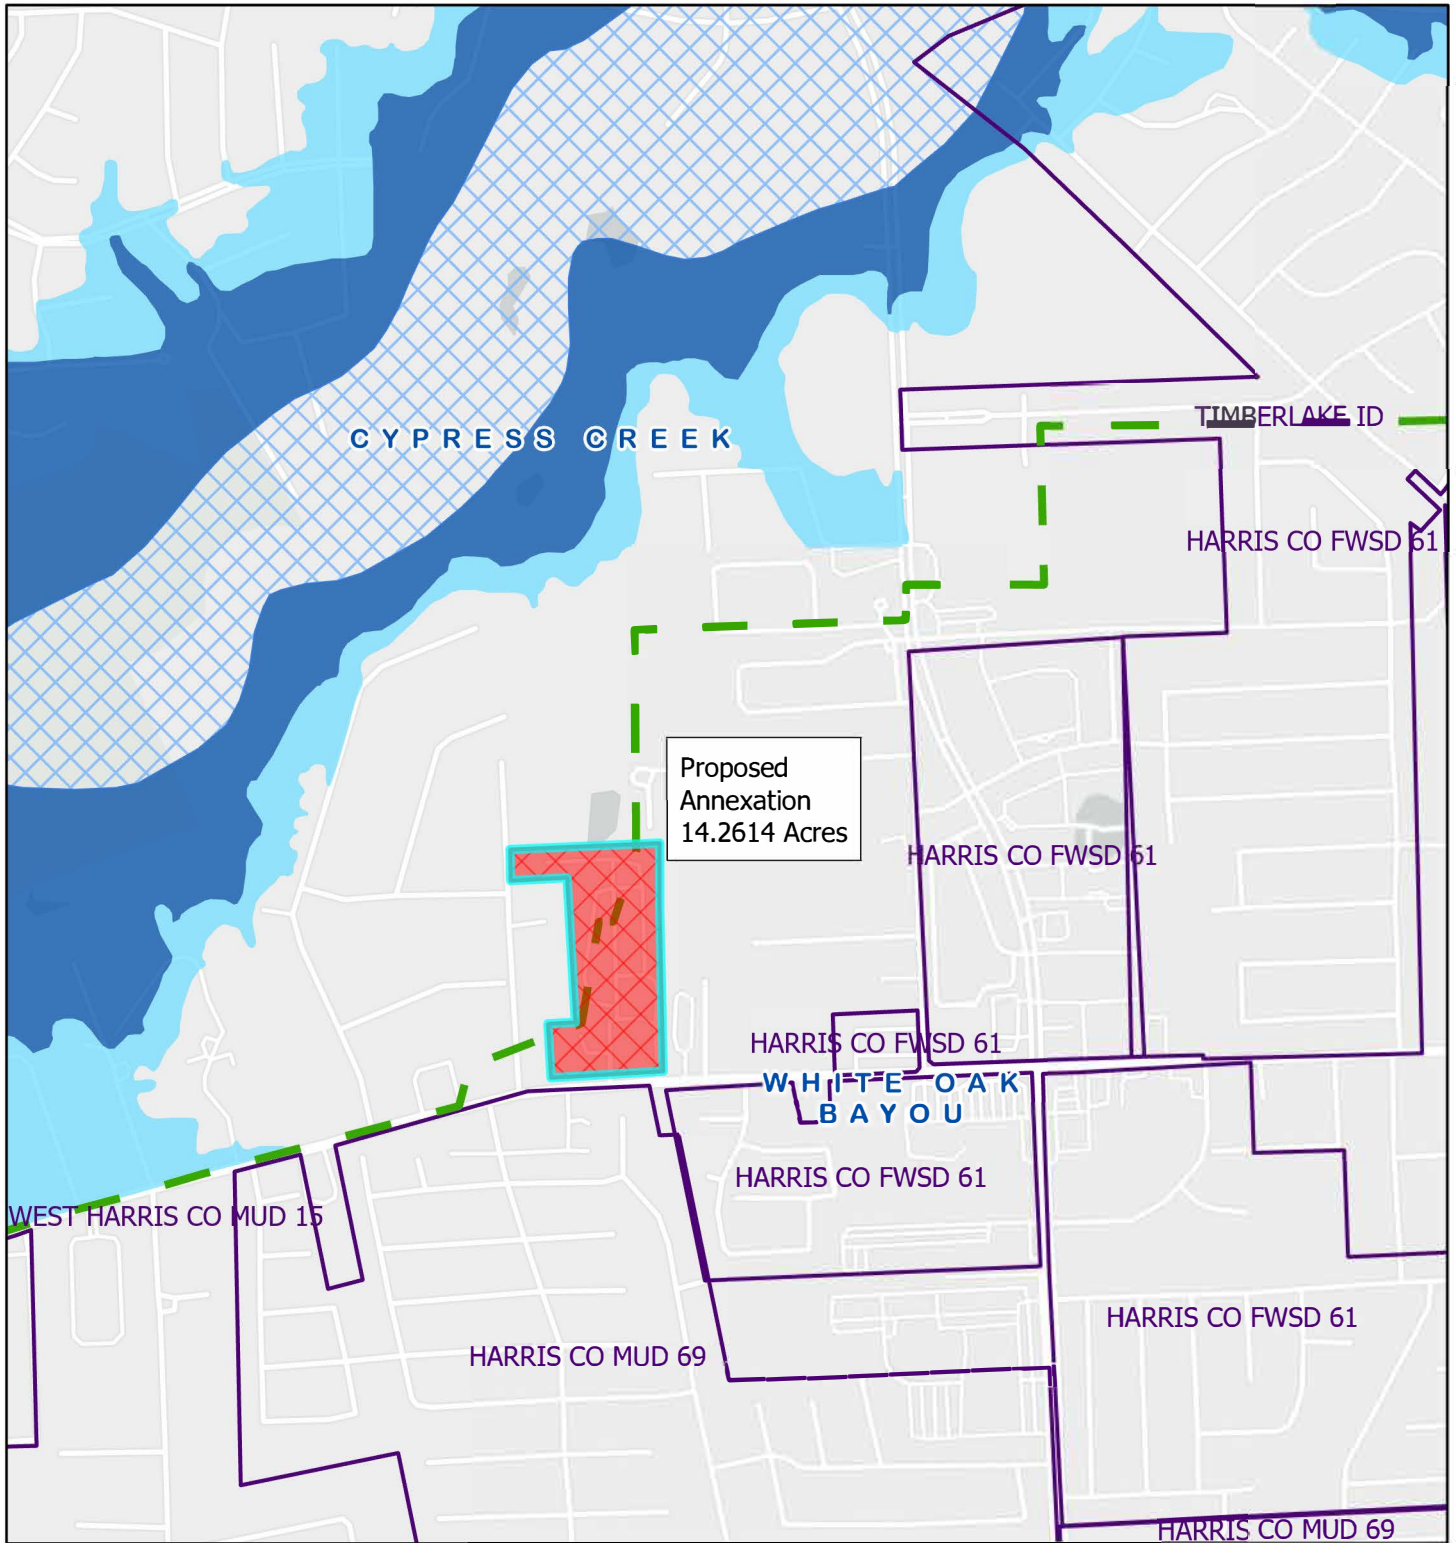 TIMBERLAKE ID
CYPRESS CREEK
HARRIS CO FWSD 61
Proposed
Annexation
14.2614 Acres
HARRIS CO FWSD 61
HARRIS CO FWSD 61
WHITE OAK
BAYOU
HARRIS CO FWSD 61
WEST HARRIS CO MUD 15
HARRIS CO FWSD 61
HARRIS CO MUD 69
HARRIS CO MUD 69